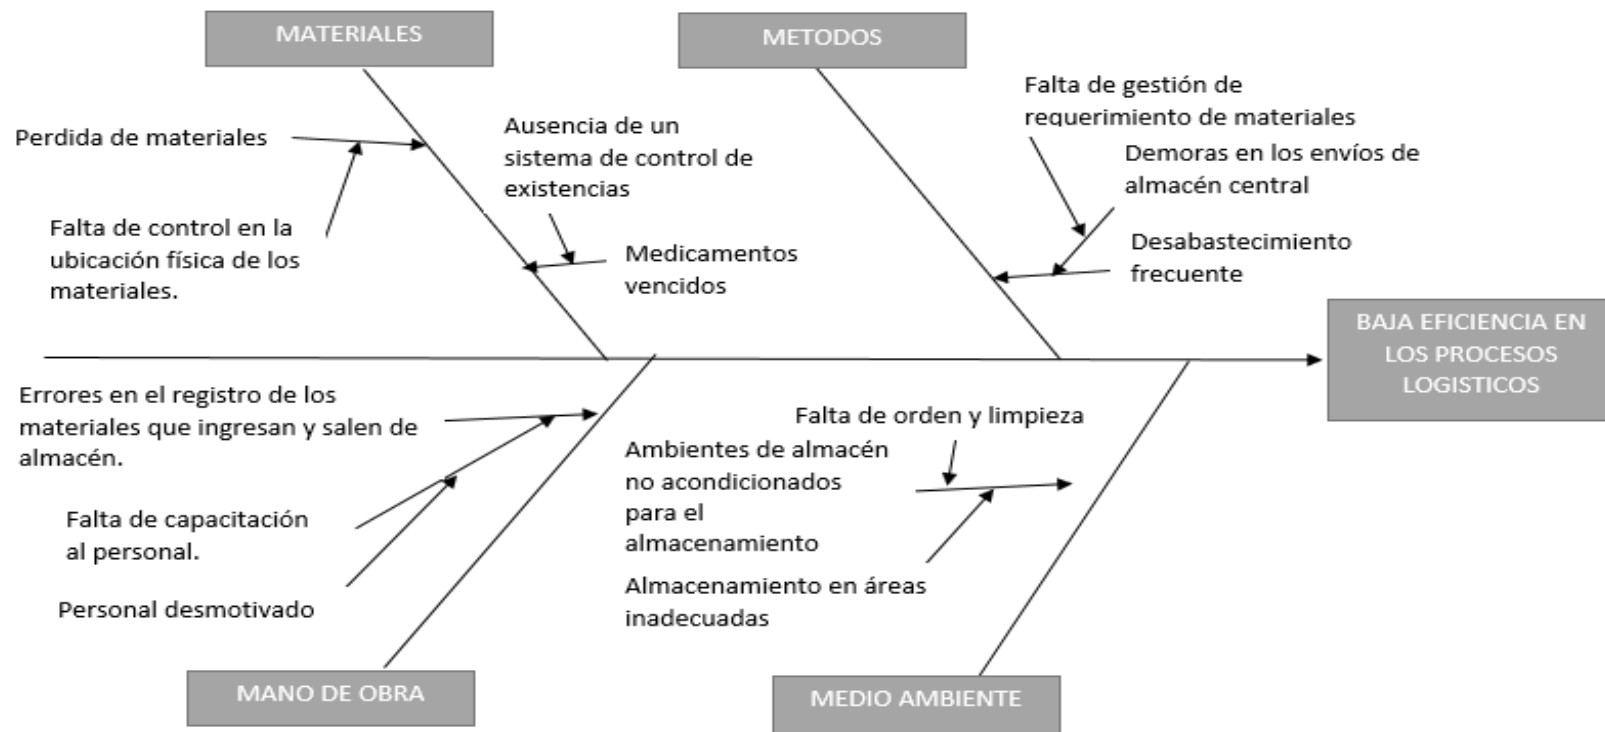 MATERIALES
METODOS
Perdida de materiales
Falta de control en la
ubicación física de los
materiales.
Ausencia de un
sistema de control de
existencias
Medicamentos
vencidos
Falta de gestión de
requerimiento de materiales
Demoras en los envíos de
almacén central
Desabastecimiento
frecuente
BAJA EFICIENCIA EN
LOS PROCESOS
LOGISTICOS
Errores en el registro de los
materiales que ingresan y salen de
almacén.
Falta de capacitación
al personal.
Personal desmotivado
Falta de orden y limpieza
Ambientes de almacén
no acondicionados
para el
almacenamiento
Almacenamiento en áreas
inadecuadas
MANO DE OBRA
MEDIO AMBIENTE